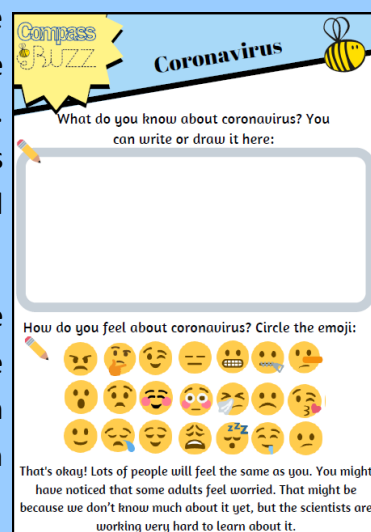 Compass
BUZZ
Coronavirus
What do you know about coronavirus? You
can write or draw it here:
How do you feel about coronavirus? Circle the emoji:
zzz
That's okay! Lots of people will feel the same as you. You might
have noticed that some adults feel worried. That might be
because we don't know much about it yet, but the scientists are
working very hard to learn about it.